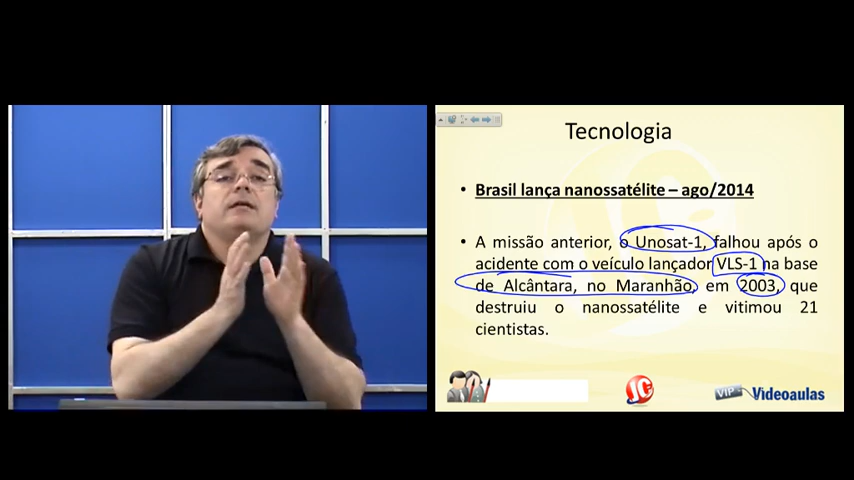 Tecnologia
• Brasil lança nanossatélite – ago/2014
• A missão anterior, o Unosat-1, falhou após o
acidente com o veículo lançador VLS-1 na base
de Alcântara, no Maranhão, em 2003, que
destruiu o nanossatélite e vitimou 21
cientistas.
JC
VIP Videoaulas